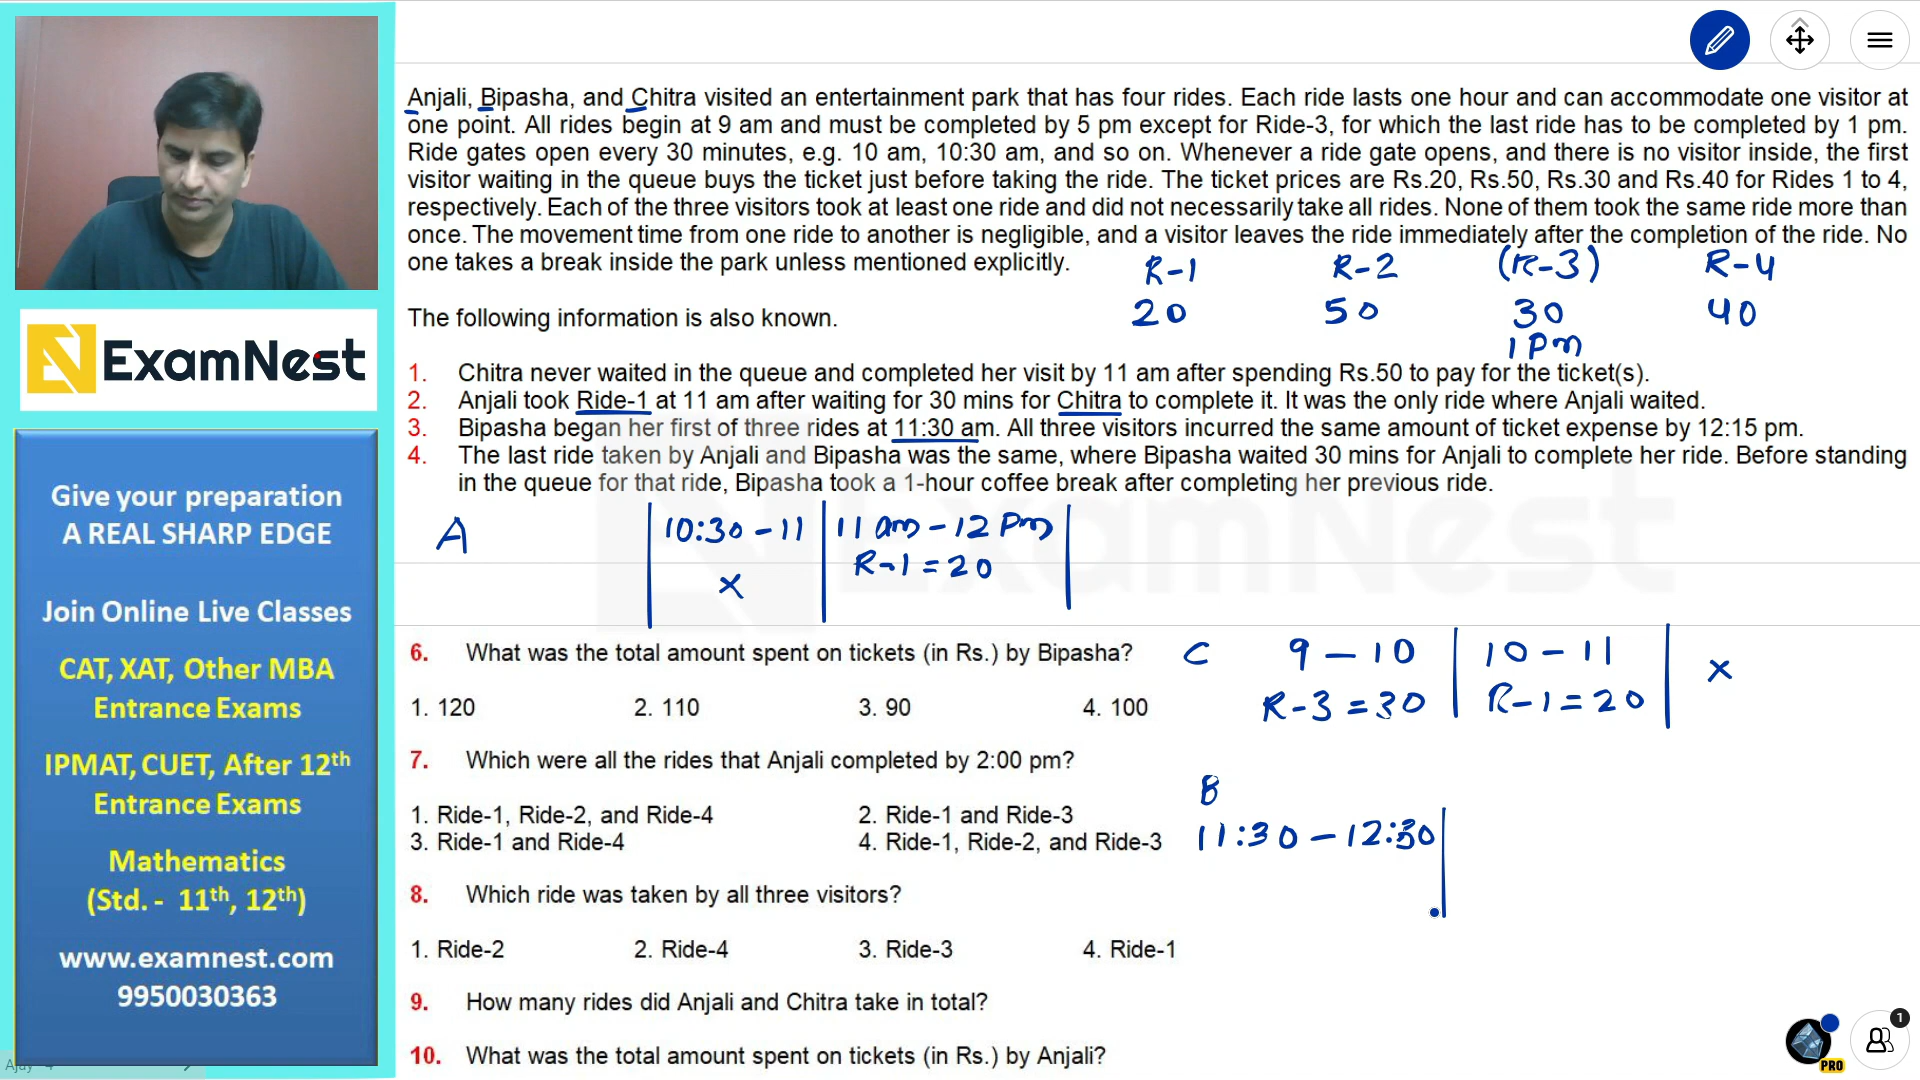 Anjali, Bipasha, and Chitra visited an entertainment park that has four rides. Each ride lasts one hour and can accommodate one visitor at
one point. All rides begin at 9 am and must be completed by 5 pm except for Ride-3, for which the last ride has to be completed by 1 pm.
Ride gates open every 30 minutes, e.g. 10 am, 10:30 am, and so on. Whenever a ride gate opens, and there is no visitor inside, the first
visitor waiting in the queue buys the ticket just before taking the ride. The ticket prices are Rs.20, Rs.50, Rs.30 and Rs.40 for Rides 1 to 4,
respectively. Each of the three visitors took at least one ride and did not necessarily take all rides. None of them took the same ride more than
once. The movement time from one ride to another is negligible, and a visitor leaves the ride immediately after the completion of the ride. No
one takes a break inside the park unless mentioned explicitly.
R-1 R-2 (R-3) R-4
20 50 30 40
1 Pm
The following information is also known.
1. Chitra never waited in the queue and completed her visit by 11 am after spending Rs.50 to pay for the ticket(s).
2. Anjali took Ride-1 at 11 am after waiting for 30 mins for Chitra to complete it. It was the only ride where Anjali waited.
3. Bipasha began her first of three rides at 11:30 am. All three visitors incurred the same amount of ticket expense by 12:15 pm.
4. The last ride taken by Anjali and Bipasha was the same, where Bipasha waited 30 mins for Anjali to complete her ride. Before standing
in the queue for that ride, Bipasha took a 1-hour coffee break after completing her previous ride.
A 10:30 - 11 11 am - 12 Pm
x R-1 = 20
6. What was the total amount spent on tickets (in Rs.) by Bipasha?
1. 120 2. 110 3. 90 4. 100
C 9 - 10 10 - 11 x
R-3 = 30 R-1 = 20
7. Which were all the rides that Anjali completed by 2:00 pm?
1. Ride-1, Ride-2, and Ride-4 2. Ride-1 and Ride-3
3. Ride-1 and Ride-4 4. Ride-1, Ride-2, and Ride-3
B
11:30 - 12:30
8. Which ride was taken by all three visitors?
1. Ride-2 2. Ride-4 3. Ride-3 4. Ride-1
9. How many rides did Anjali and Chitra take in total?
10. What was the total amount spent on tickets (in Rs.) by Anjali?
ExamNest
ExamNest
Give your preparation
A REAL SHARP EDGE
Join Online Live Classes
CAT, XAT, Other MBA
Entrance Exams
IPMAT, CUET, After 12th
Entrance Exams
Mathematics
(Std. - 11th, 12th)
www.examnest.com
9950030363
Ajay
1
PRO